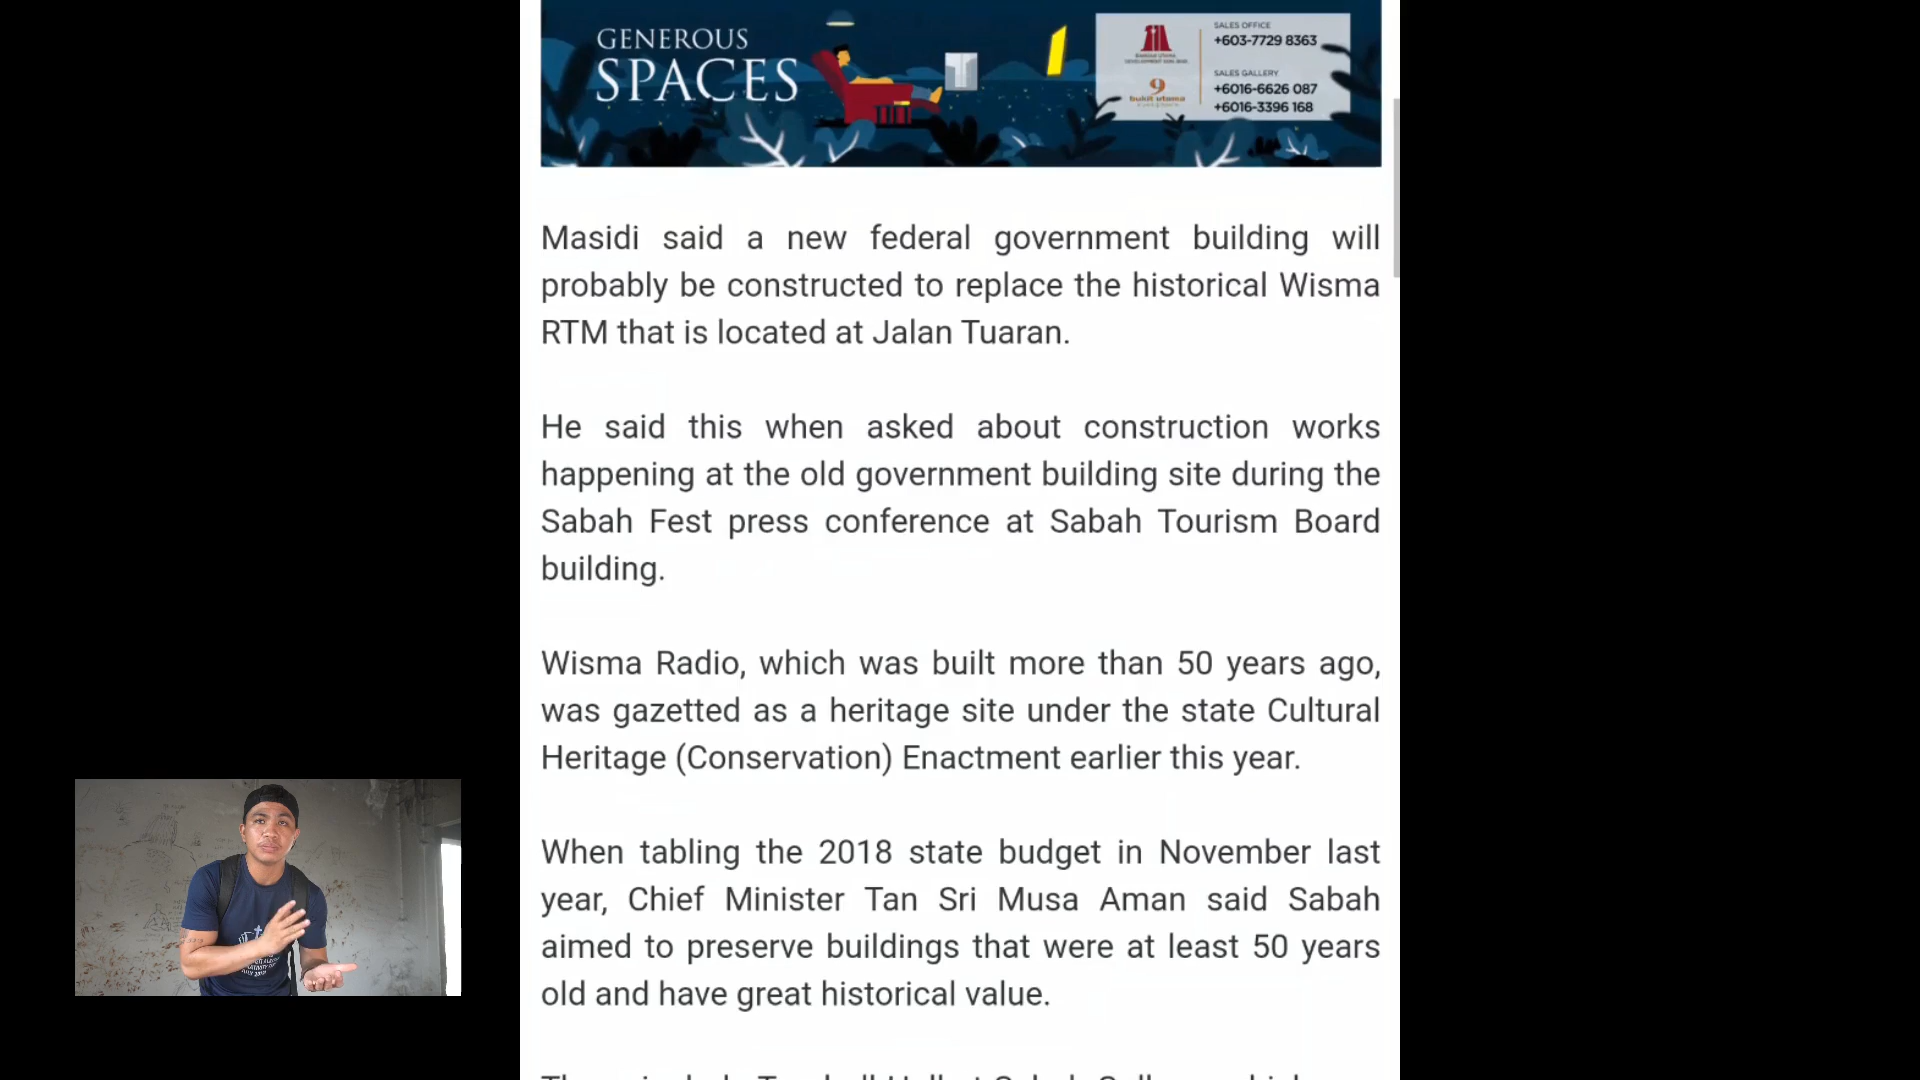 GENEROUS
SPACES
SALES OFFICE
+603-7729 8363
SALES GALLERY
+6016-6626 087
+6016-3396 168
9
bukit utama
Masidi said a new federal government building will
probably be constructed to replace the historical Wisma
RTM that is located at Jalan Tuaran.
He said this when asked about construction works
happening at the old government building site during the
Sabah Fest press conference at Sabah Tourism Board
building.
Wisma Radio, which was built more than 50 years ago,
was gazetted as a heritage site under the state Cultural
Heritage (Conservation) Enactment earlier this year.
When tabling the 2018 state budget in November last
year, Chief Minister Tan Sri Musa Aman said Sabah
aimed to preserve buildings that were at least 50 years
old and have great historical value.